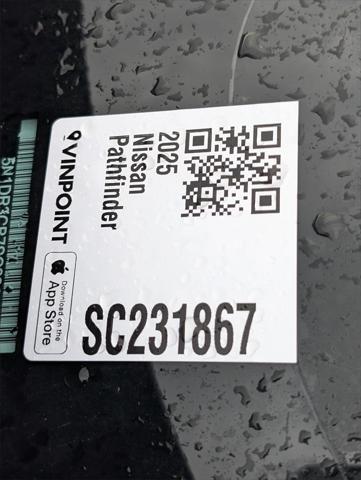 2025
Nissan
Pathfinder
VINPOINT
Download on the
App Store
SC231867